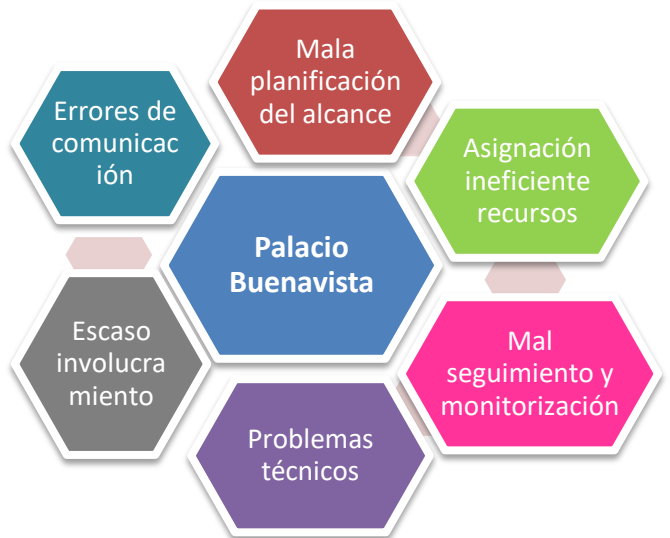 Mala
planificación
del alcance
Asignación
ineficiente
recursos
Mal
seguimiento y
monitorización
Problemas
técnicos
Escaso
involucra
miento
Errores de
comunicac
ión
Palacio
Buenavista